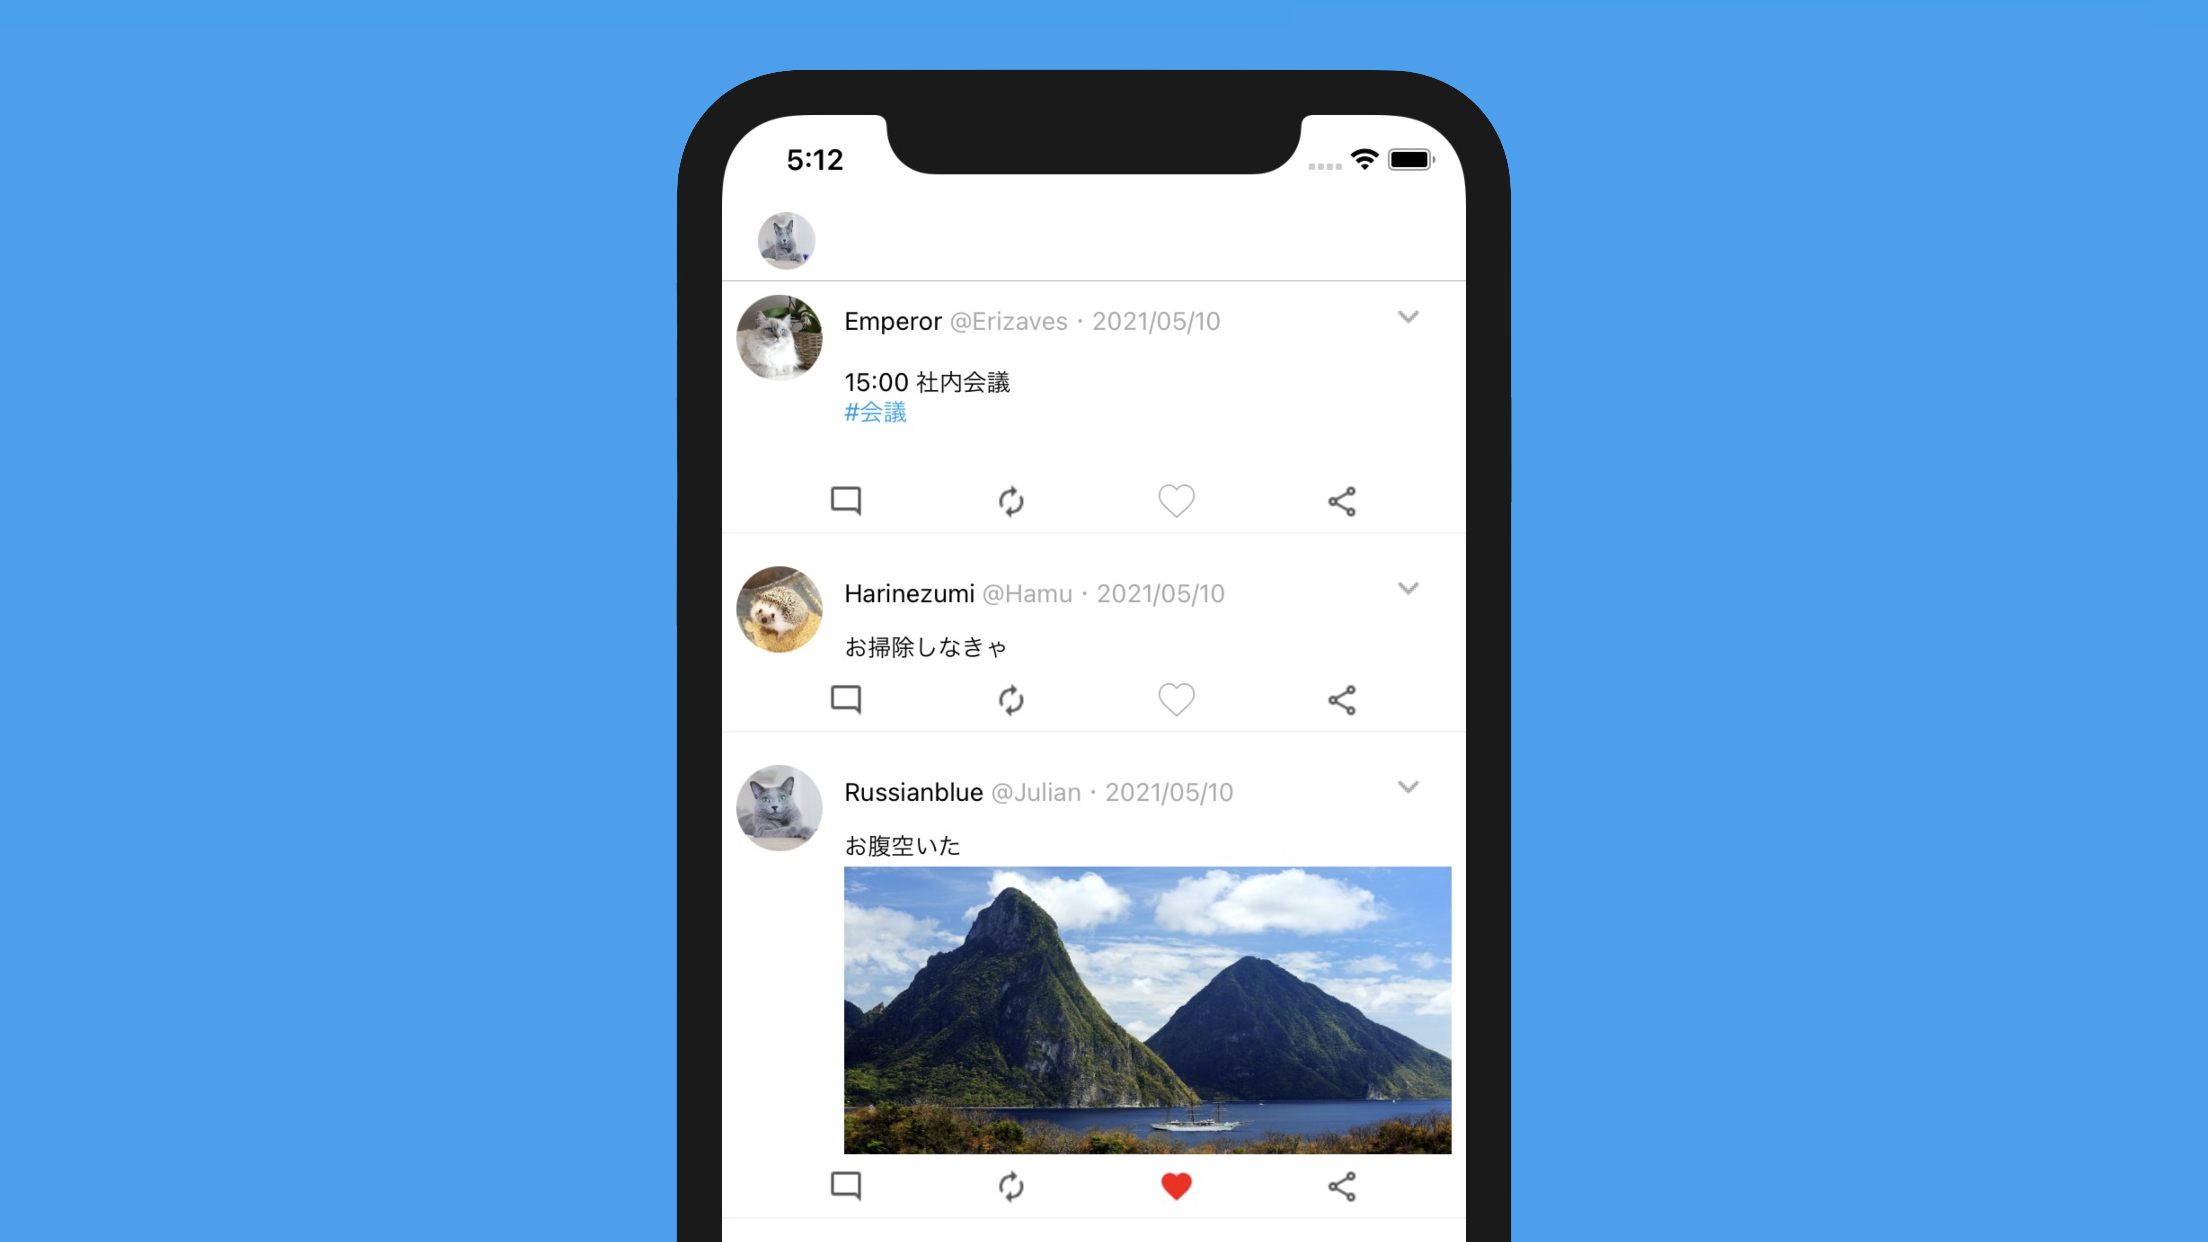 5:12
Emperor @Erizaves・2021/05/10
15:00 社内会議
#会議
Harinezumi @Hamu・2021/05/10
お掃除しなきゃ
Russianblue @Julian・2021/05/10
お腹空いた